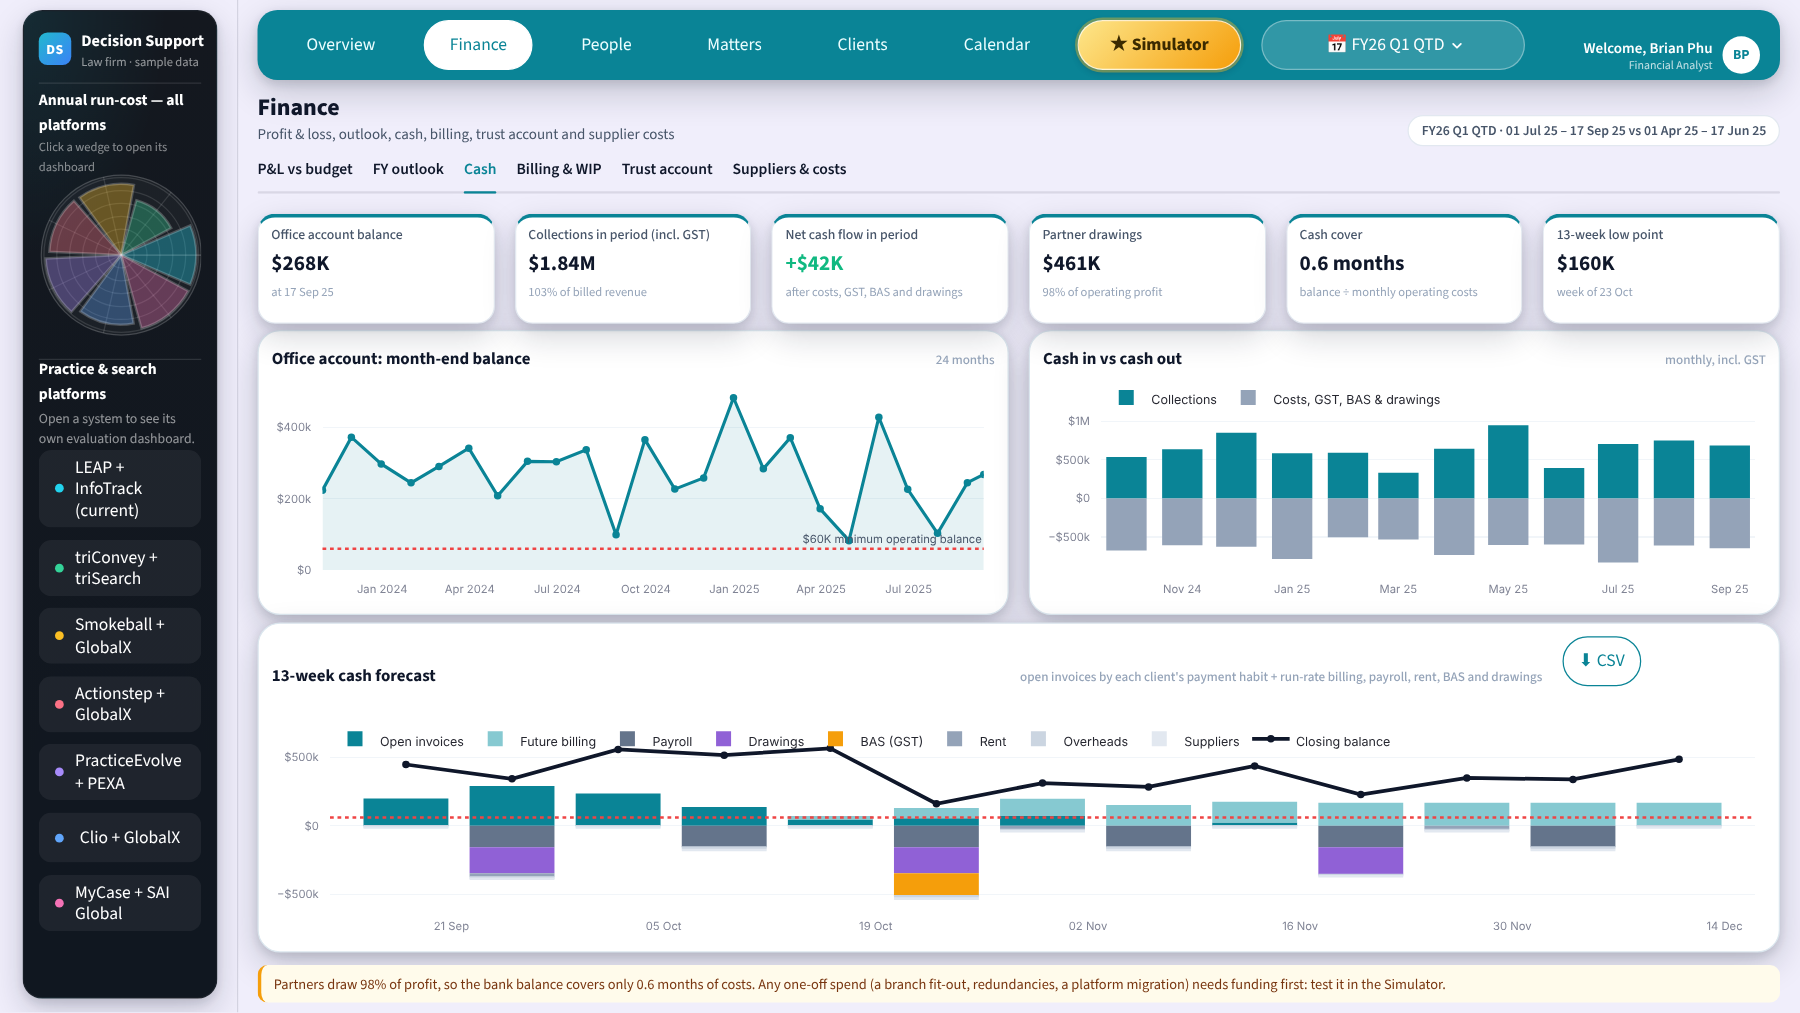 DS
Decision Support
Law firm · sample data
Annual run-cost — all
platforms
Click a wedge to open its
dashboard
Practice & search
platforms
Open a system to see its
own evaluation dashboard.
LEAP +
InfoTrack
(current)
triConvey +
triSearch
Smokeball +
GlobalX
Actionstep +
GlobalX
PracticeEvolve
+ PEXA
Clio + GlobalX
MyCase + SAI
Global
Overview
Finance
People
Matters
Clients
Calendar
★ Simulator
📅 FY26 Q1 QTD
Welcome, Brian Phu
Financial Analyst
BP
Finance
Profit & loss, outlook, cash, billing, trust account and supplier costs
FY26 Q1 QTD · 01 Jul 25 – 17 Sep 25 vs 01 Apr 25 – 17 Jun 25
P&L vs budget
FY outlook
Cash
Billing & WIP
Trust account
Suppliers & costs
Office account balance
$268K
at 17 Sep 25
Collections in period (incl. GST)
$1.84M
103% of billed revenue
Net cash flow in period
+$42K
after costs, GST, BAS and drawings
Partner drawings
$461K
98% of operating profit
Cash cover
0.6 months
balance ÷ monthly operating costs
13-week low point
$160K
week of 23 Oct
Office account: month-end balance
24 months
$400k
$200k
$0
$60K minimum operating balance
Jan 2024
Apr 2024
Jul 2024
Oct 2024
Jan 2025
Apr 2025
Jul 2025
Cash in vs cash out
monthly, incl. GST
Collections
Costs, GST, BAS & drawings
$1M
$500k
$0
−$500k
Nov 24
Jan 25
Mar 25
May 25
Jul 25
Sep 25
13-week cash forecast
open invoices by each client's payment habit + run-rate billing, payroll, rent, BAS and drawings
⬇ CSV
Open invoices
Future billing
Payroll
Drawings
BAS (GST)
Rent
Overheads
Suppliers
Closing balance
$500k
$0
−$500k
21 Sep
05 Oct
19 Oct
02 Nov
16 Nov
30 Nov
14 Dec
Partners draw 98% of profit, so the bank balance covers only 0.6 months of costs. Any one-off spend (a branch fit-out, redundancies, a platform migration) needs funding first: test it in the Simulator.